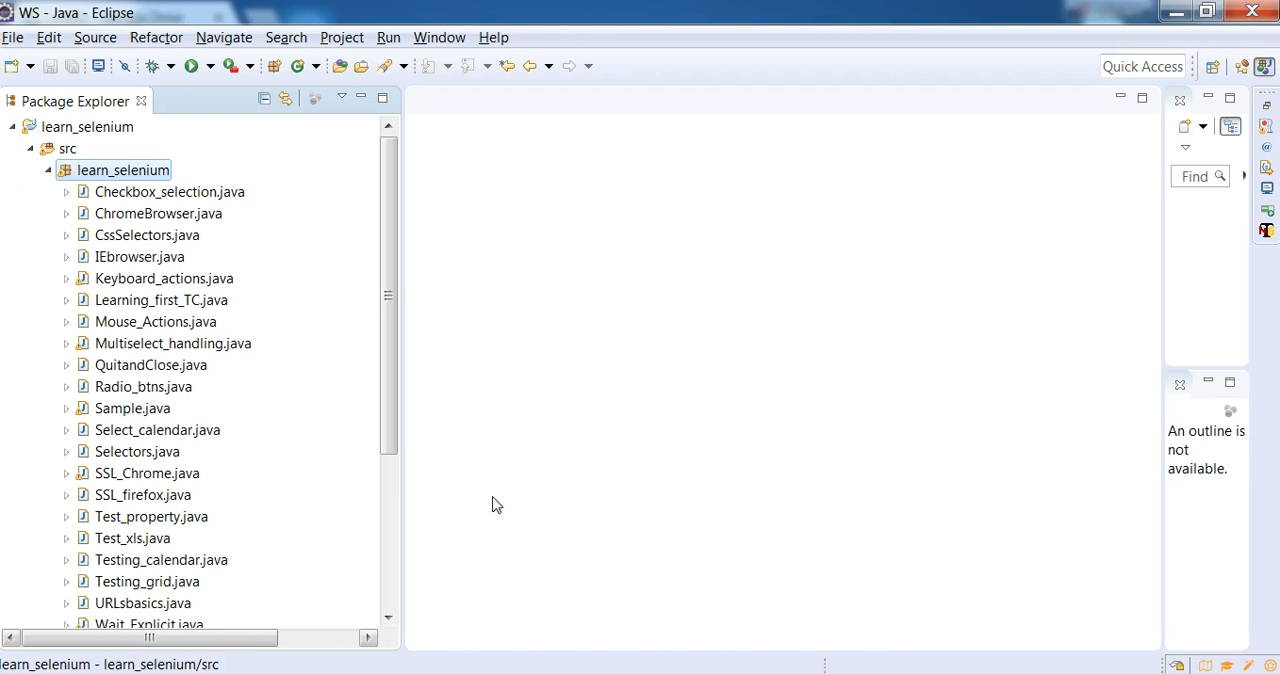 WS - Java - Eclipse
File Edit Source Refactor Navigate Search Project Run Window Help
Quick Access
Package Explorer
learn_selenium
src
learn_selenium
Checkbox_selection.java
ChromeBrowser.java
CssSelectors.java
IEbrowser.java
Keyboard_actions.java
Learning_first_TC.java
Mouse_Actions.java
Multiselect_handling.java
QuitandClose.java
Radio_btns.java
Sample.java
Select_calendar.java
Selectors.java
SSL_Chrome.java
SSL_firefox.java
Test_property.java
Test_xls.java
Testing_calendar.java
Testing_grid.java
URLsbasics.java
Wait_Explicit.java
Find
An outline is
not
available.
learn_selenium - learn_selenium/src